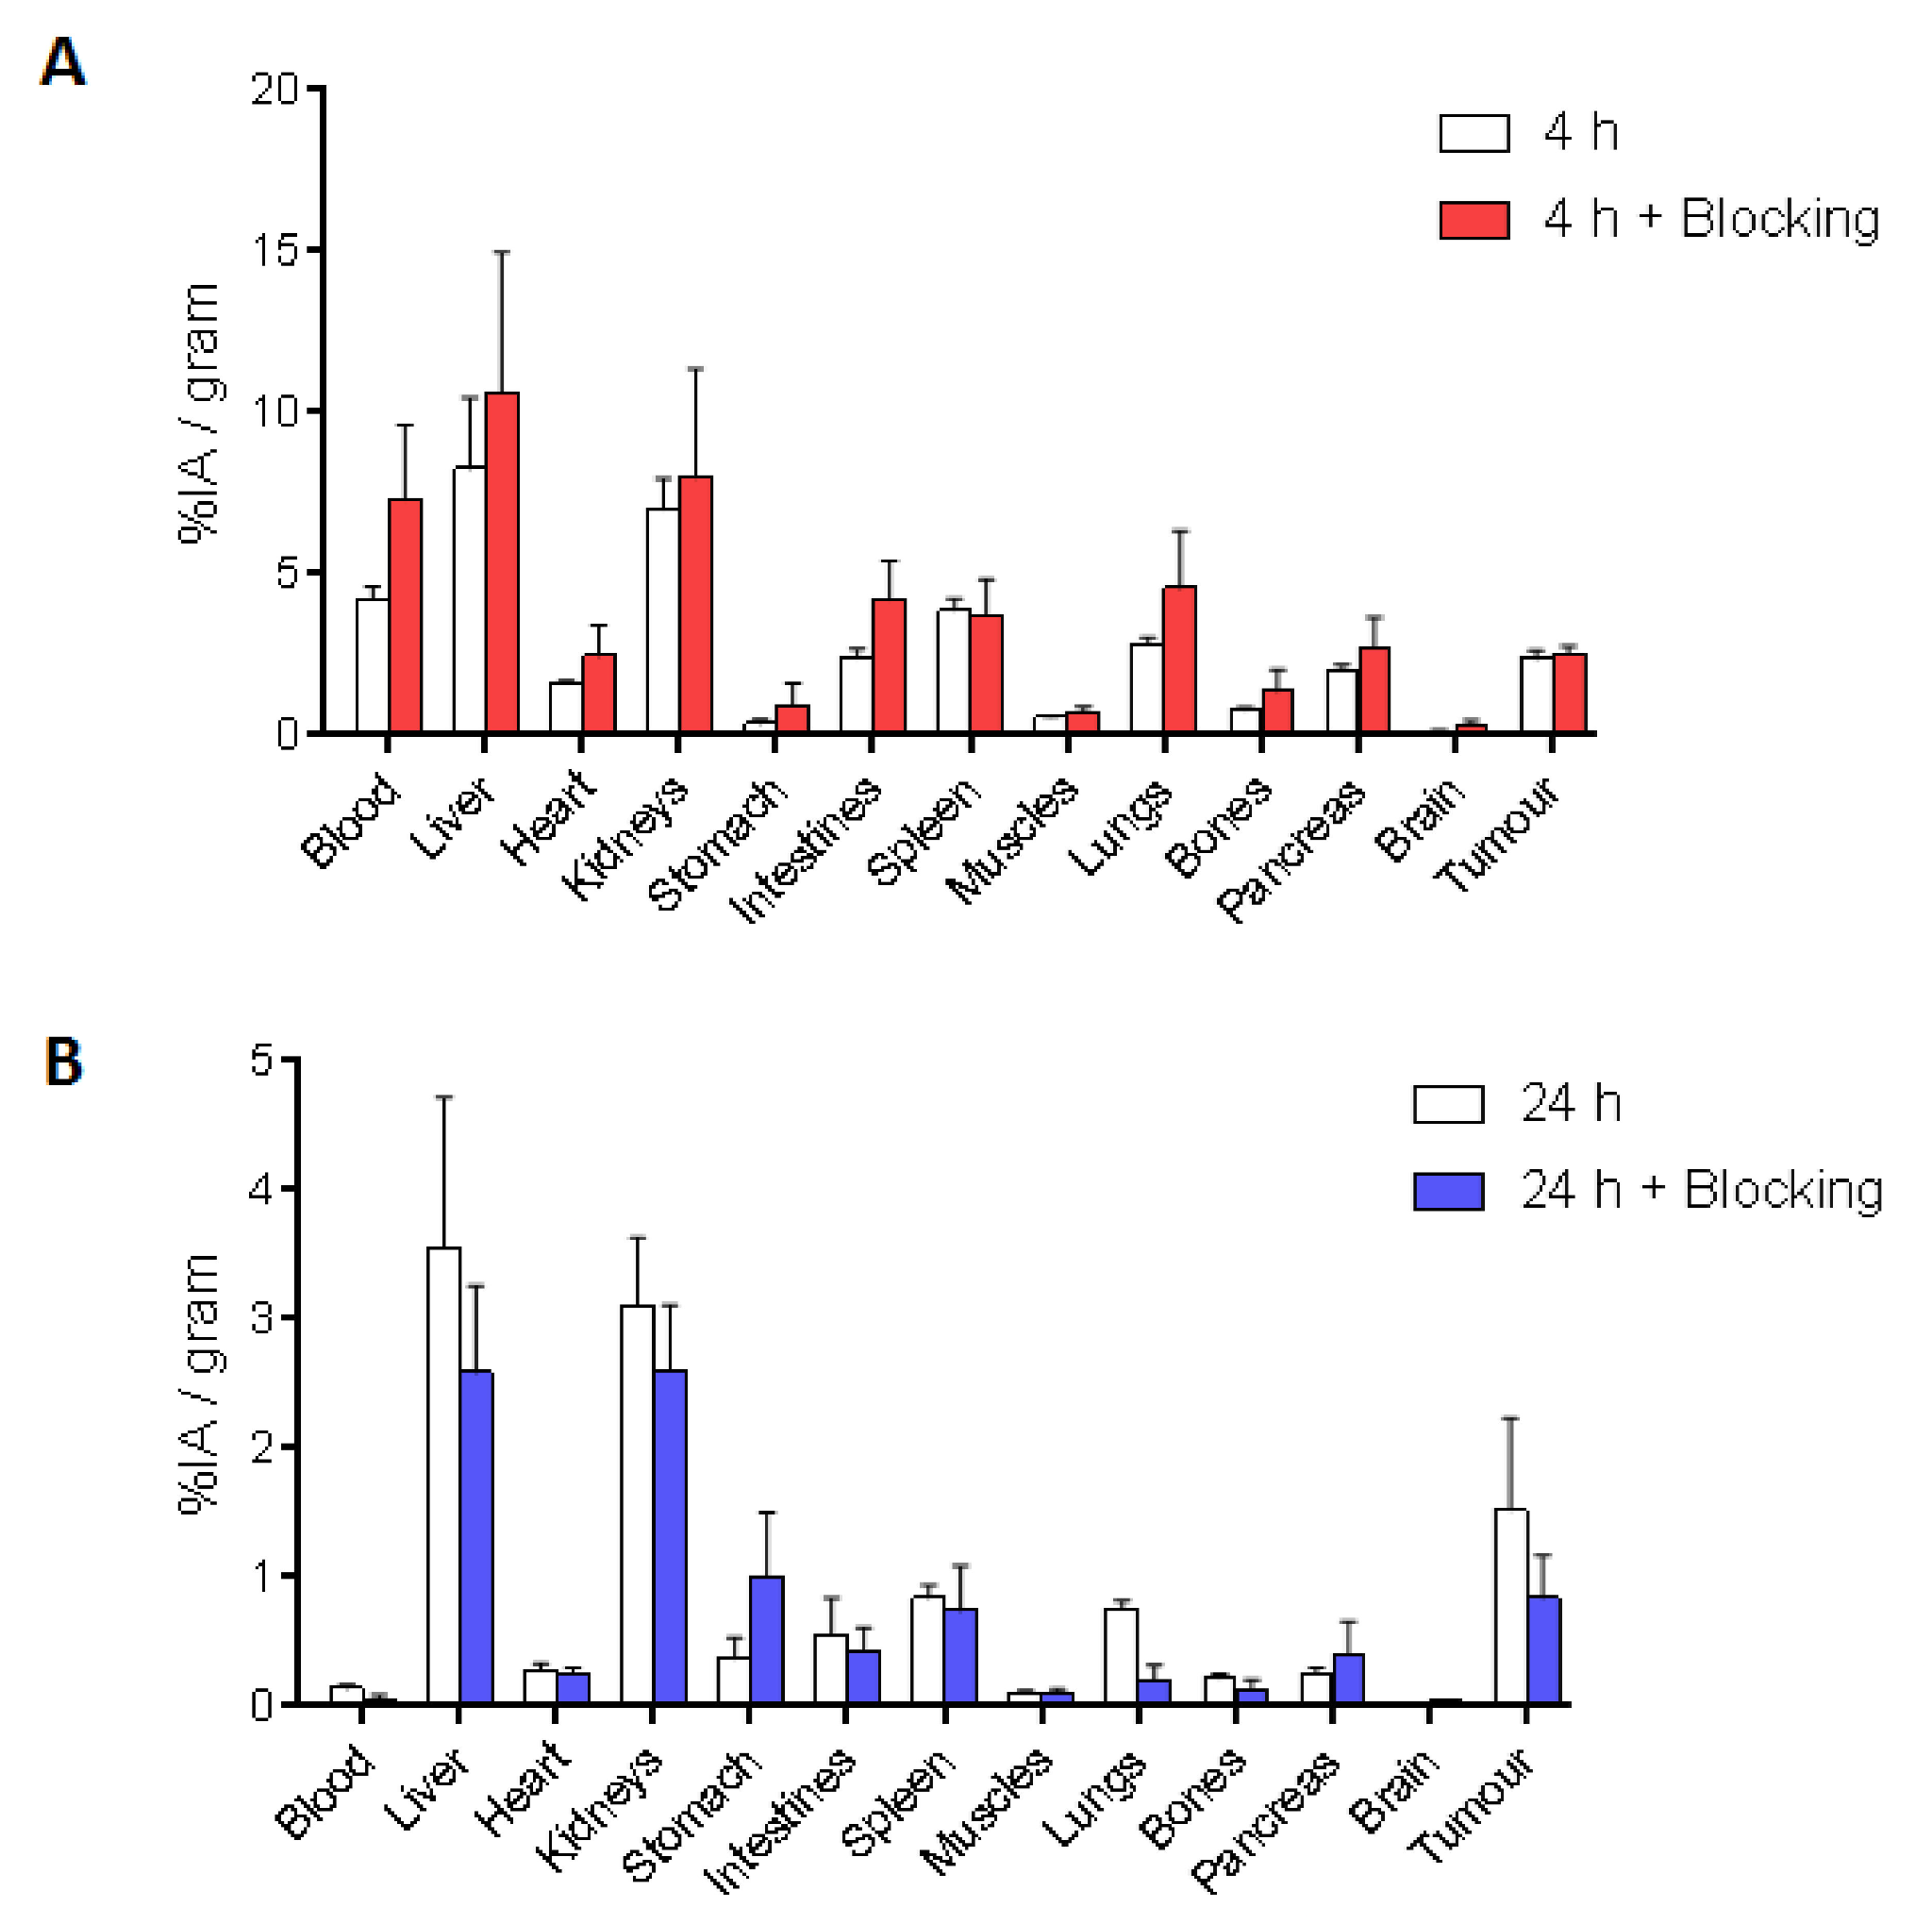 A
20
15
10
5
0
%IA / gram
4 h
4 h + Blocking
Blood
Liver
Heart
Kidneys
Stomach
Intestines
Spleen
Muscles
Lungs
Bones
Pancreas
Brain
Tumour
B
5
4
3
2
1
0
%IA / gram
24 h
24 h + Blocking
Blood
Liver
Heart
Kidneys
Stomach
Intestines
Spleen
Muscles
Lungs
Bones
Pancreas
Brain
Tumour